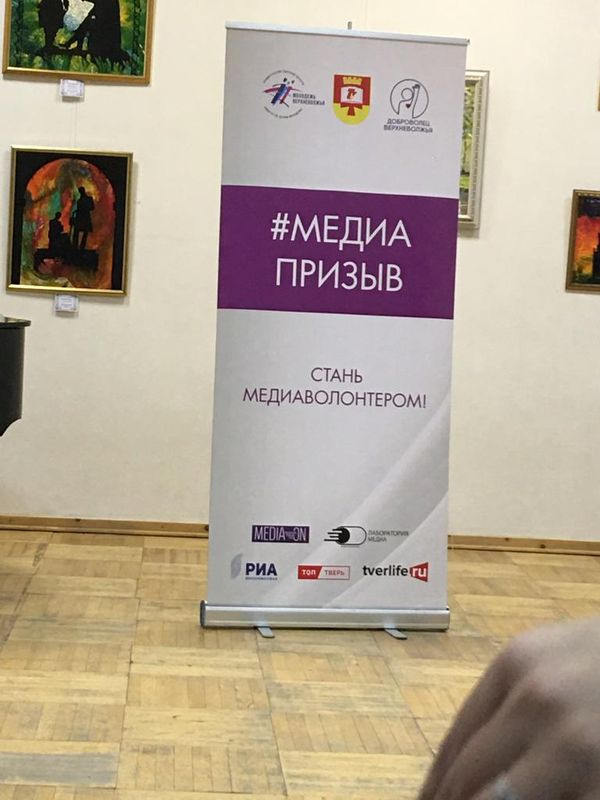 МОЛОДЕЖЬ
ВЕРХНЕВОЛЖЬЯ
ДОБРОВОЛЕЦ
ВЕРХНЕВОЛЖЬЯ
#МЕДИА
ПРИЗЫВ
СТАНЬ
МЕДИАВОЛОНТЕРОМ!
MEDIA ON
ЛАБОРАТОРИЯ
МЕДИА
РИА
ТОП ТВЕРЬ
tverlife ru